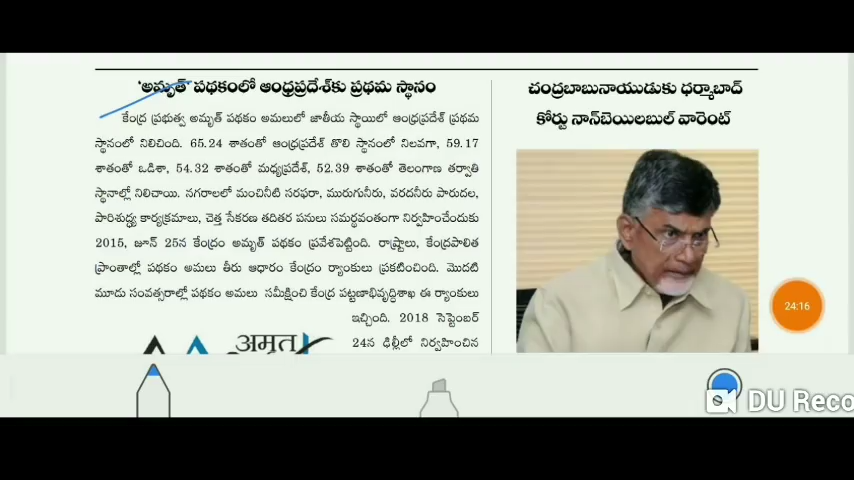 'అమృత్' పథకంలో ఆంధ్రప్రదేశ్‌కు ప్రథమ స్థానం
కేంద్ర ప్రభుత్వ అమృత్ పథకం అమలులో జాతీయ స్థాయిలో ఆంధ్రప్రదేశ్ ప్రథమ
స్థానంలో నిలిచింది. 65.24 శాతంతో ఆంధ్రప్రదేశ్ తొలి స్థానంలో నిలవగా, 59.17
శాతంతో ఒడిశా, 54.32 శాతంతో మధ్యప్రదేశ్, 52.39 శాతంతో తెలంగాణ తర్వాతి
స్థానాల్లో నిలిచాయి. నగరాలలో మంచినీటి సరఫరా, మురుగునీరు, వరదనీరు పారుదల,
పారిశుద్ధ్య కార్యక్రమాలు, చెత్త సేకరణ తదితర పనులు సమర్థవంతంగా నిర్వహించేందుకు
2015, జూన్ 25న కేంద్రం అమృత్ పథకం ప్రవేశపెట్టింది. రాష్ట్రాలు, కేంద్రపాలిత
ప్రాంతాల్లో పథకం అమలు తీరు ఆధారం కేంద్రం ర్యాంకులు ప్రకటించింది. మొదటి
మూడు సంవత్సరాల్లో పథకం అమలు సమీక్షించి కేంద్ర పట్టణాభివృద్ధిశాఖ ఈ ర్యాంకులు
ఇచ్చింది. 2018 సెప్టెంబర్
24న ఢిల్లీలో నిర్వహించిన
अमृत
చంద్రబాబునాయుడుకు ధర్మాబాద్
కోర్టు నాన్‌బెయిలబుల్ వారెంట్
24:16
DU Reco